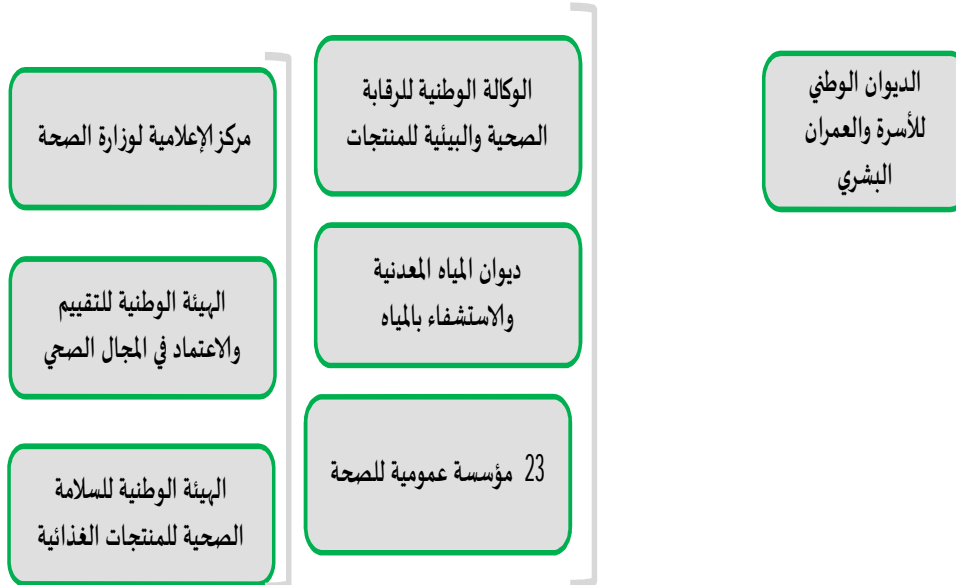 الديوان الوطني
للأسرة والعمران
البشري
الوكالة الوطنية للرقابة
الصحية والبيئية للمنتجات
ديوان المياه المعدنية
والاستشفاء بالمياه
23 مؤسسة عمومية للصحة
مركز الإعلامية لوزارة الصحة
الهيئة الوطنية للتقييم
والاعتماد في المجال الصحي
الهيئة الوطنية للسلامة
الصحية للمنتجات الغذائية